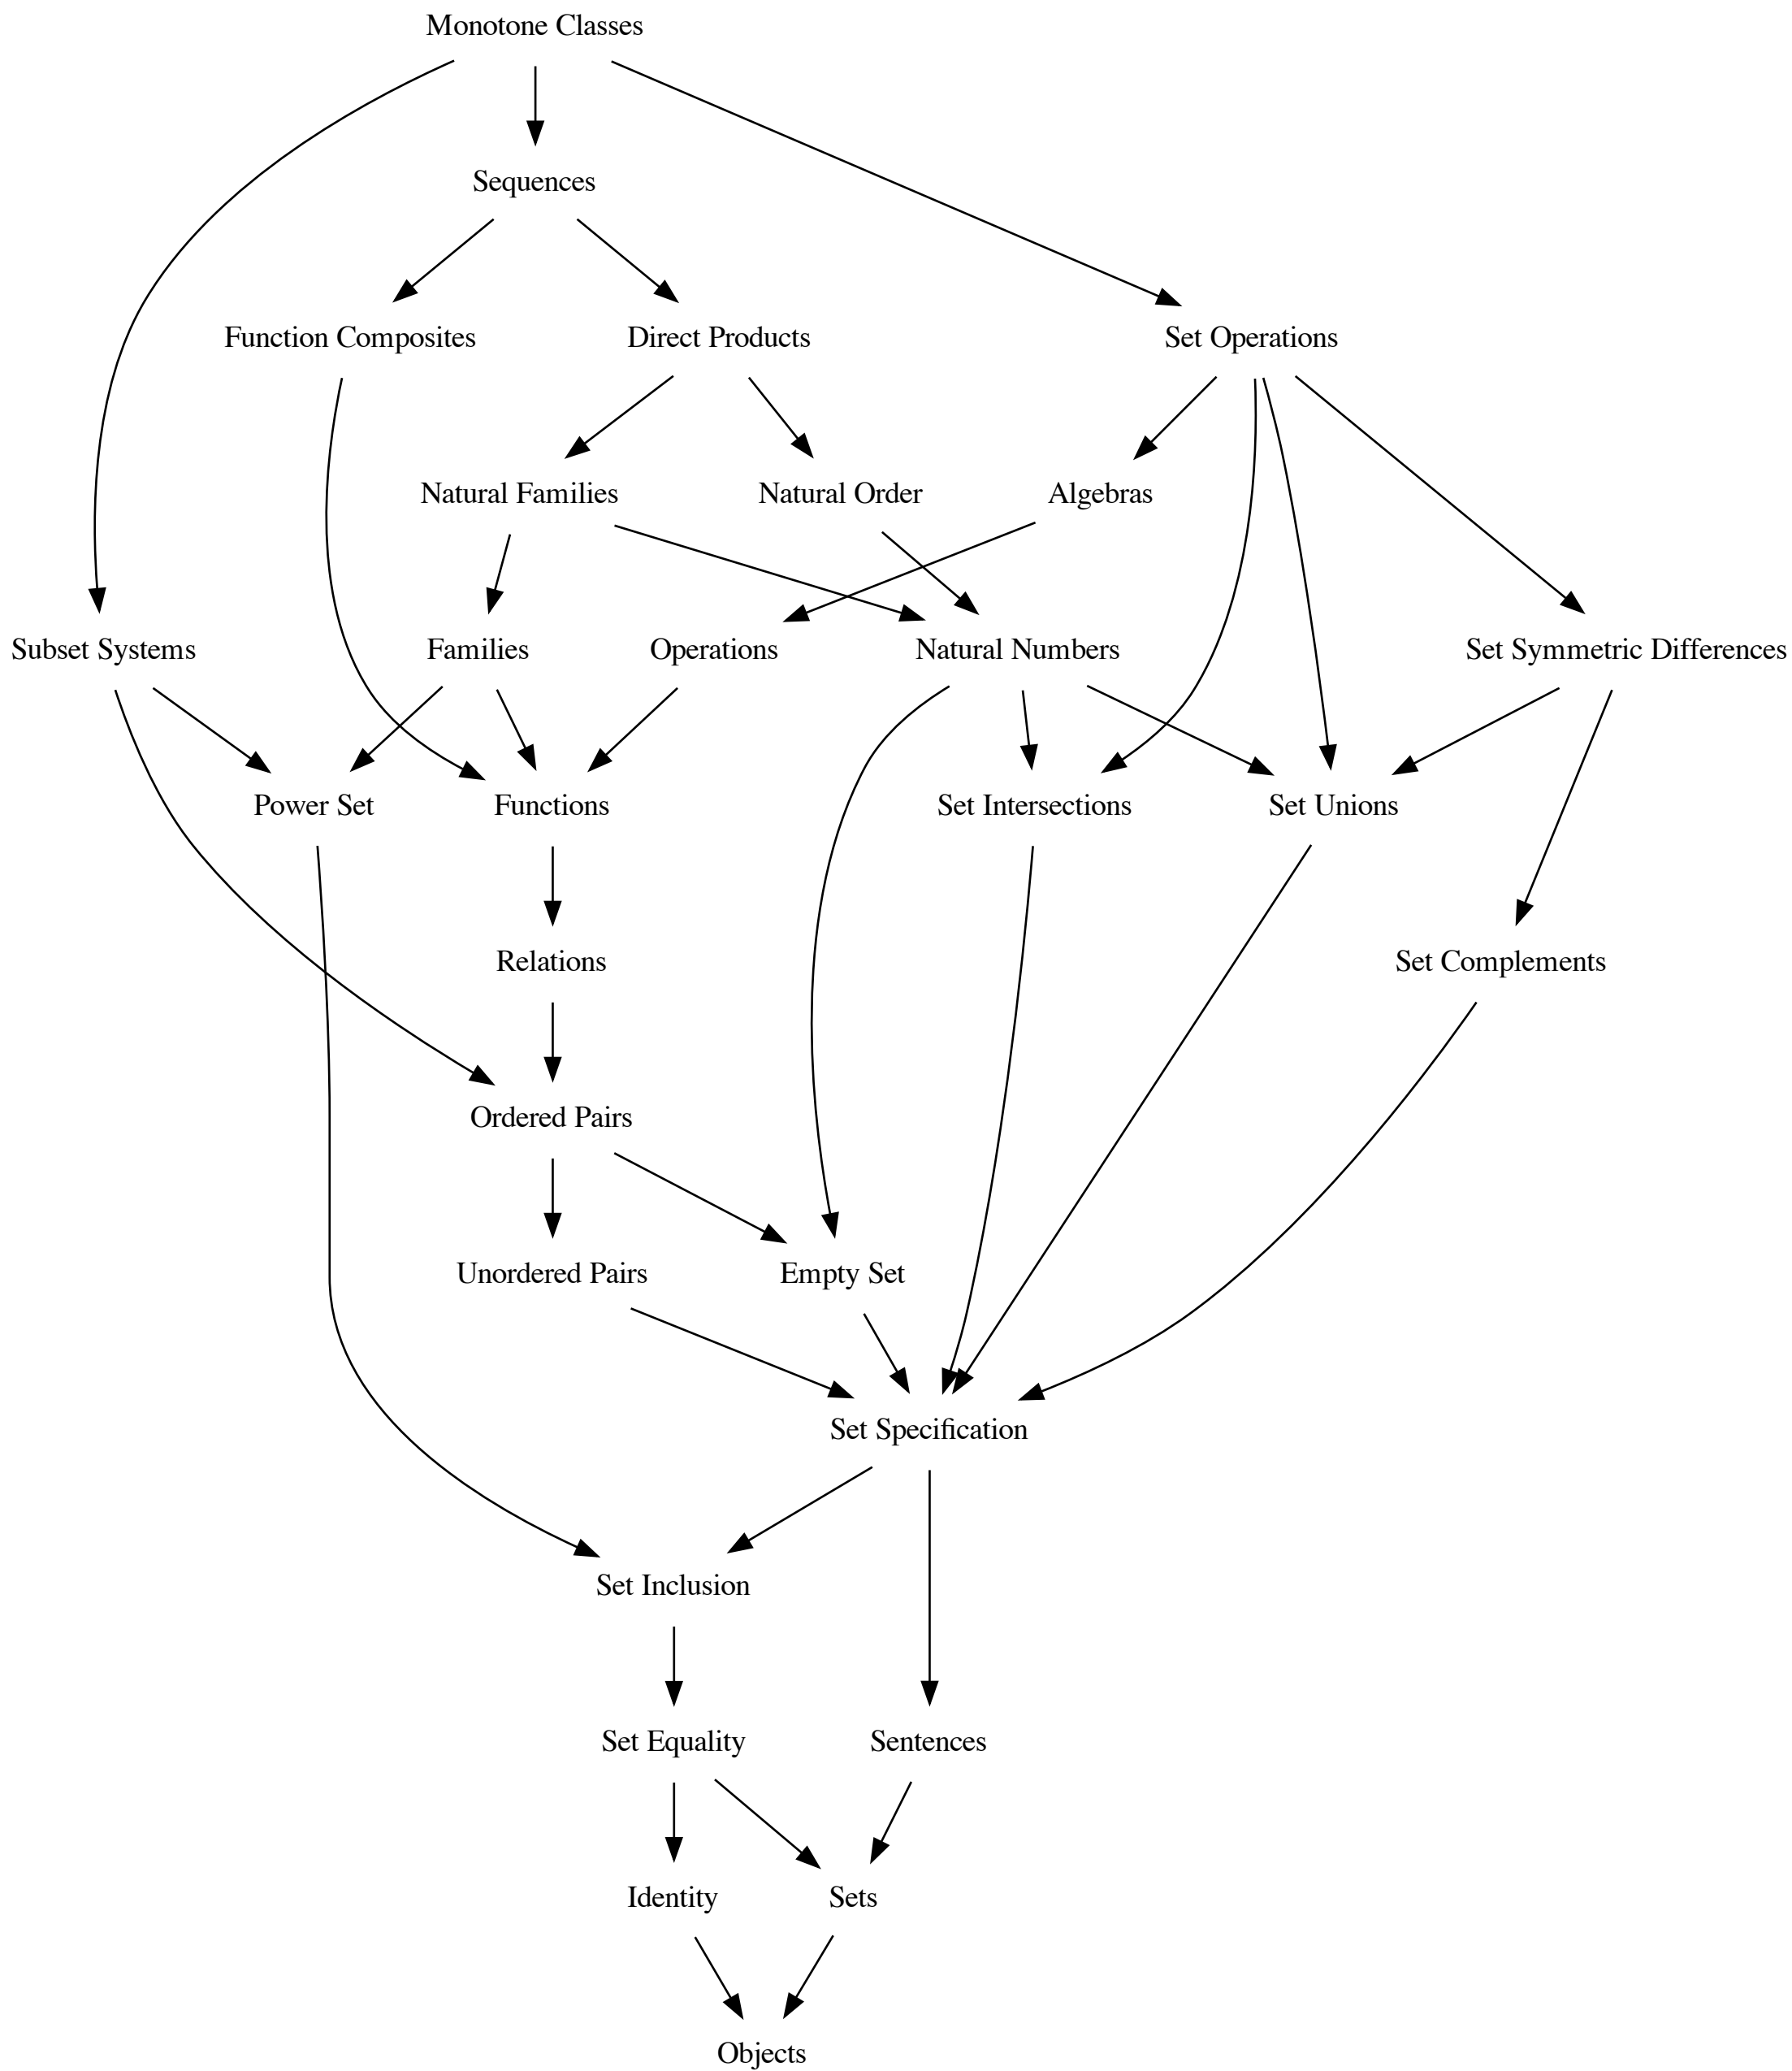 Monotone Classes
Sequences
Function Composites
Direct Products
Set Operations
Natural Families
Natural Order
Algebras
Subset Systems
Families
Operations
Natural Numbers
Set Symmetric Differences
Power Set
Functions
Set Intersections
Set Unions
Relations
Set Complements
Ordered Pairs
Unordered Pairs
Empty Set
Set Specification
Set Inclusion
Set Equality
Sentences
Identity
Sets
Objects